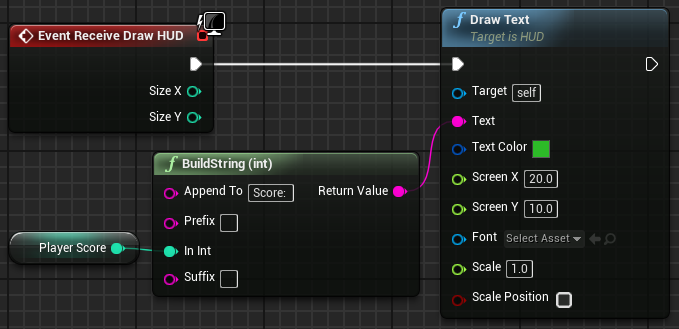 Event Receive Draw HUD
Size X
Size Y
Draw Text
Target is HUD
Target self
Text
Text Color
Screen X 20.0
Screen Y 10.0
Font Select Asset
Scale 1.0
Scale Position
f BuildString (int)
Append To Score: Return Value
Prefix
In Int
Suffix
Player Score